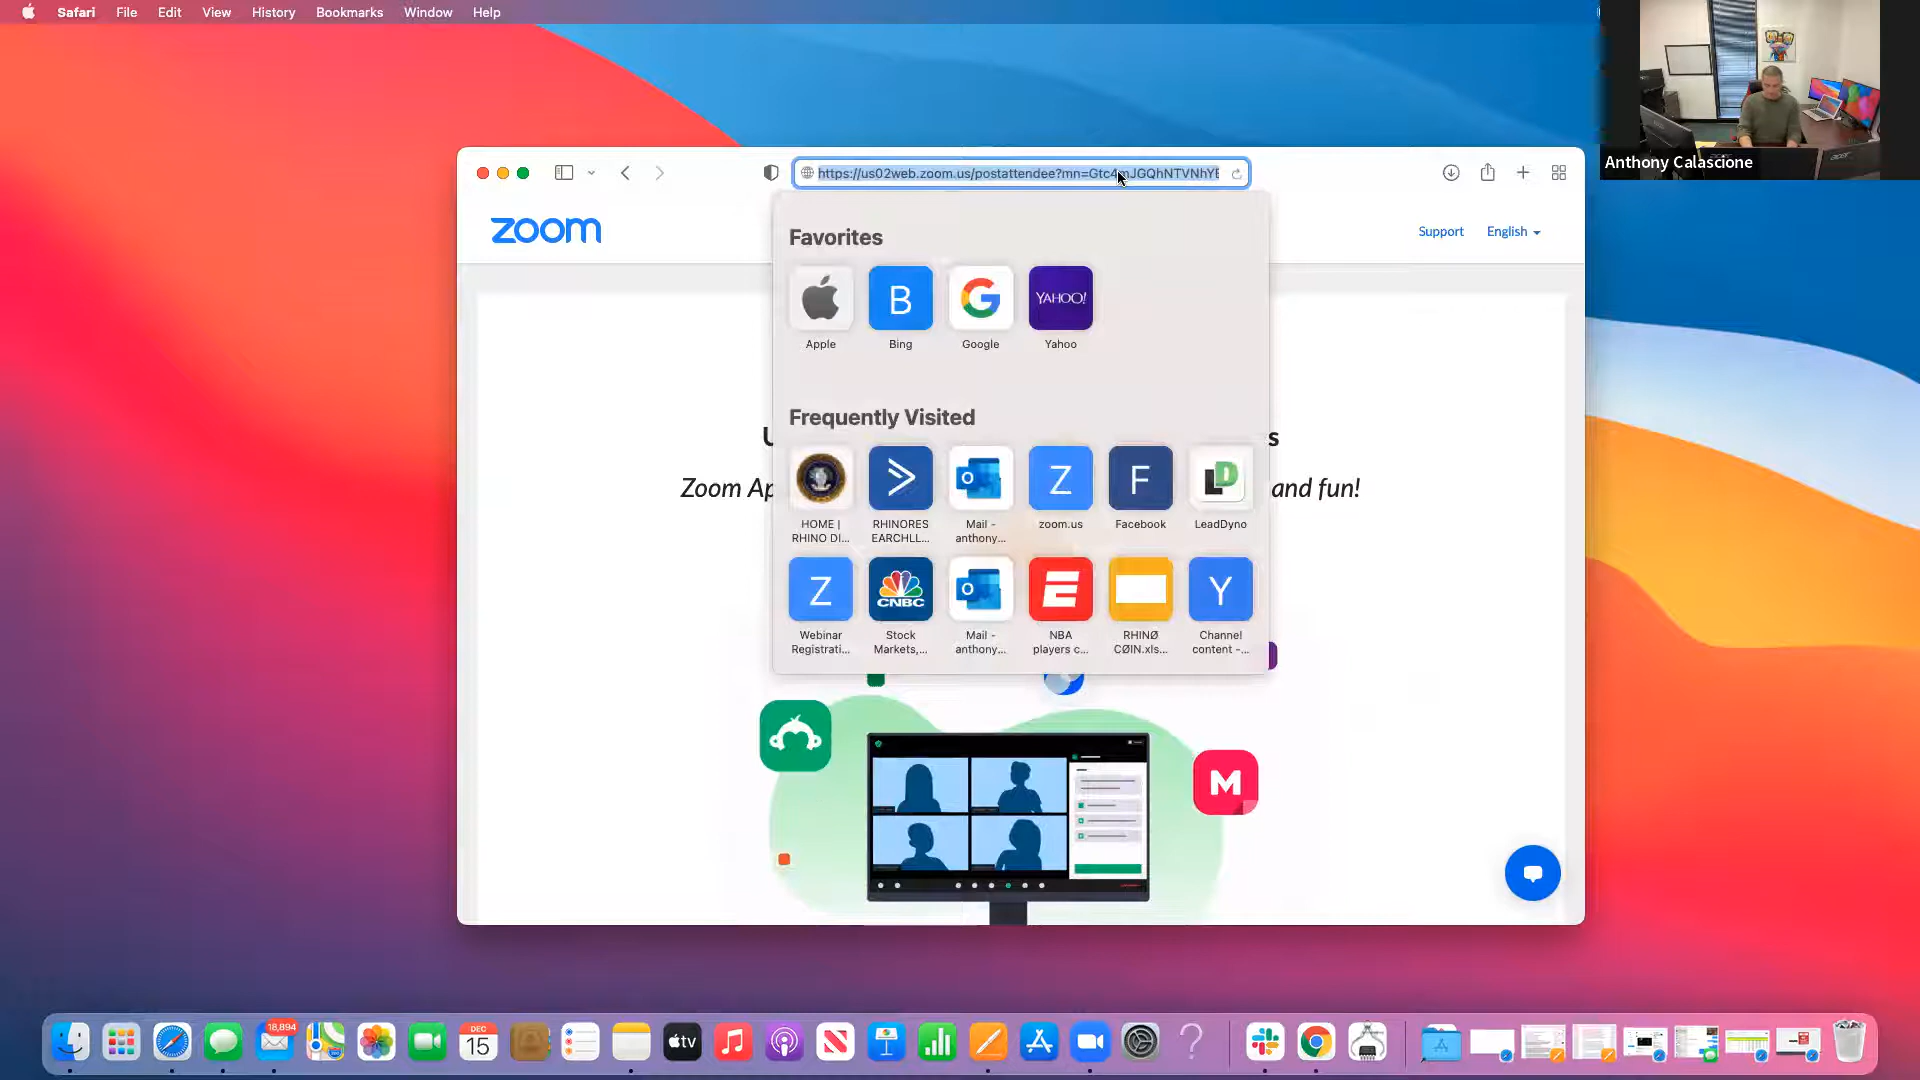 Safari File Edit View History Bookmarks Window Help
Anthony Calascione
https://us02web.zoom.us/postattendee?mn=Gtc4mJGQhNTVNhYE
zoom
Support English
Favorites
B YAHOO!
Apple Bing Google Yahoo
Frequently Visited
Zoom Ap and fun!
Z F LD
HOME | RHINORES Mail - zoom.us Facebook LeadDyno
RHINO DI... EARCHLL... anthony...
Z CNBC Y
Webinar Stock Mail - NBA RHINØ Channel
Registrati... Markets,... anthony... players c... CØIN.xls... content -...
M
18,894
DEC
15
tv